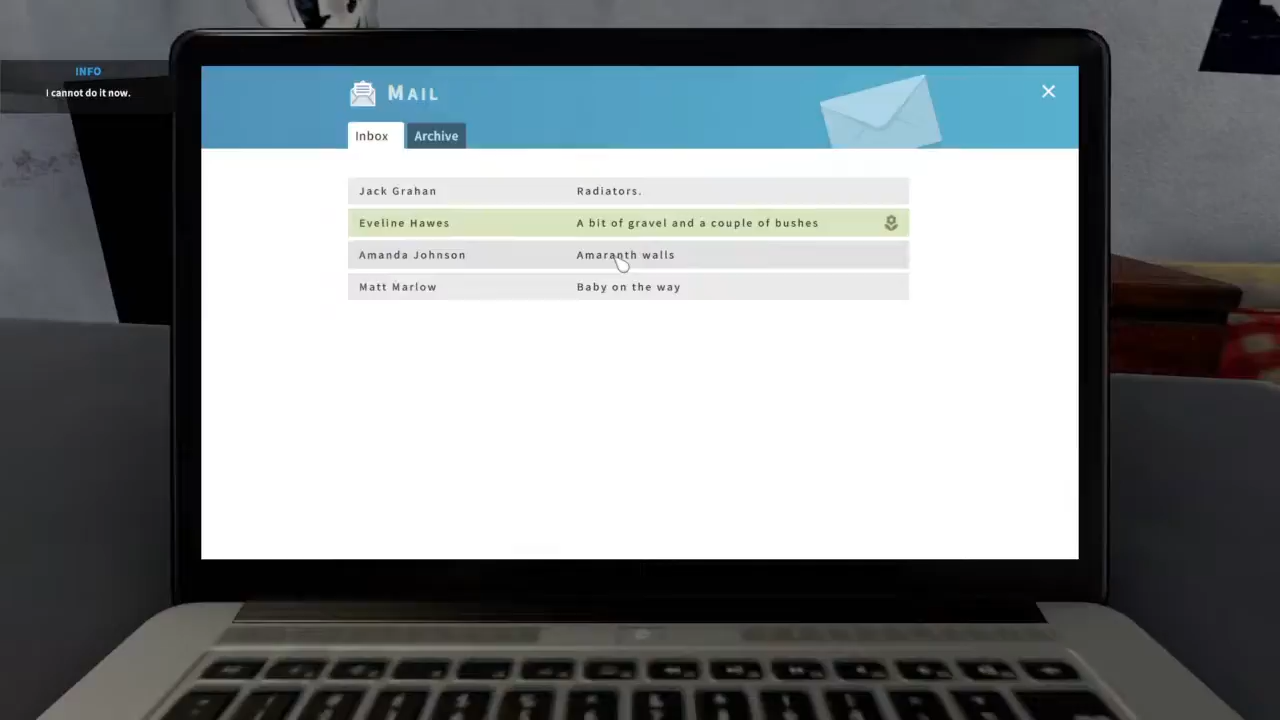 INFO
I cannot do it now.
MAIL
Inbox Archive
Jack Grahan Radiators.
Eveline Hawes A bit of gravel and a couple of bushes
Amanda Johnson Amaranth walls
Matt Marlow Baby on the way